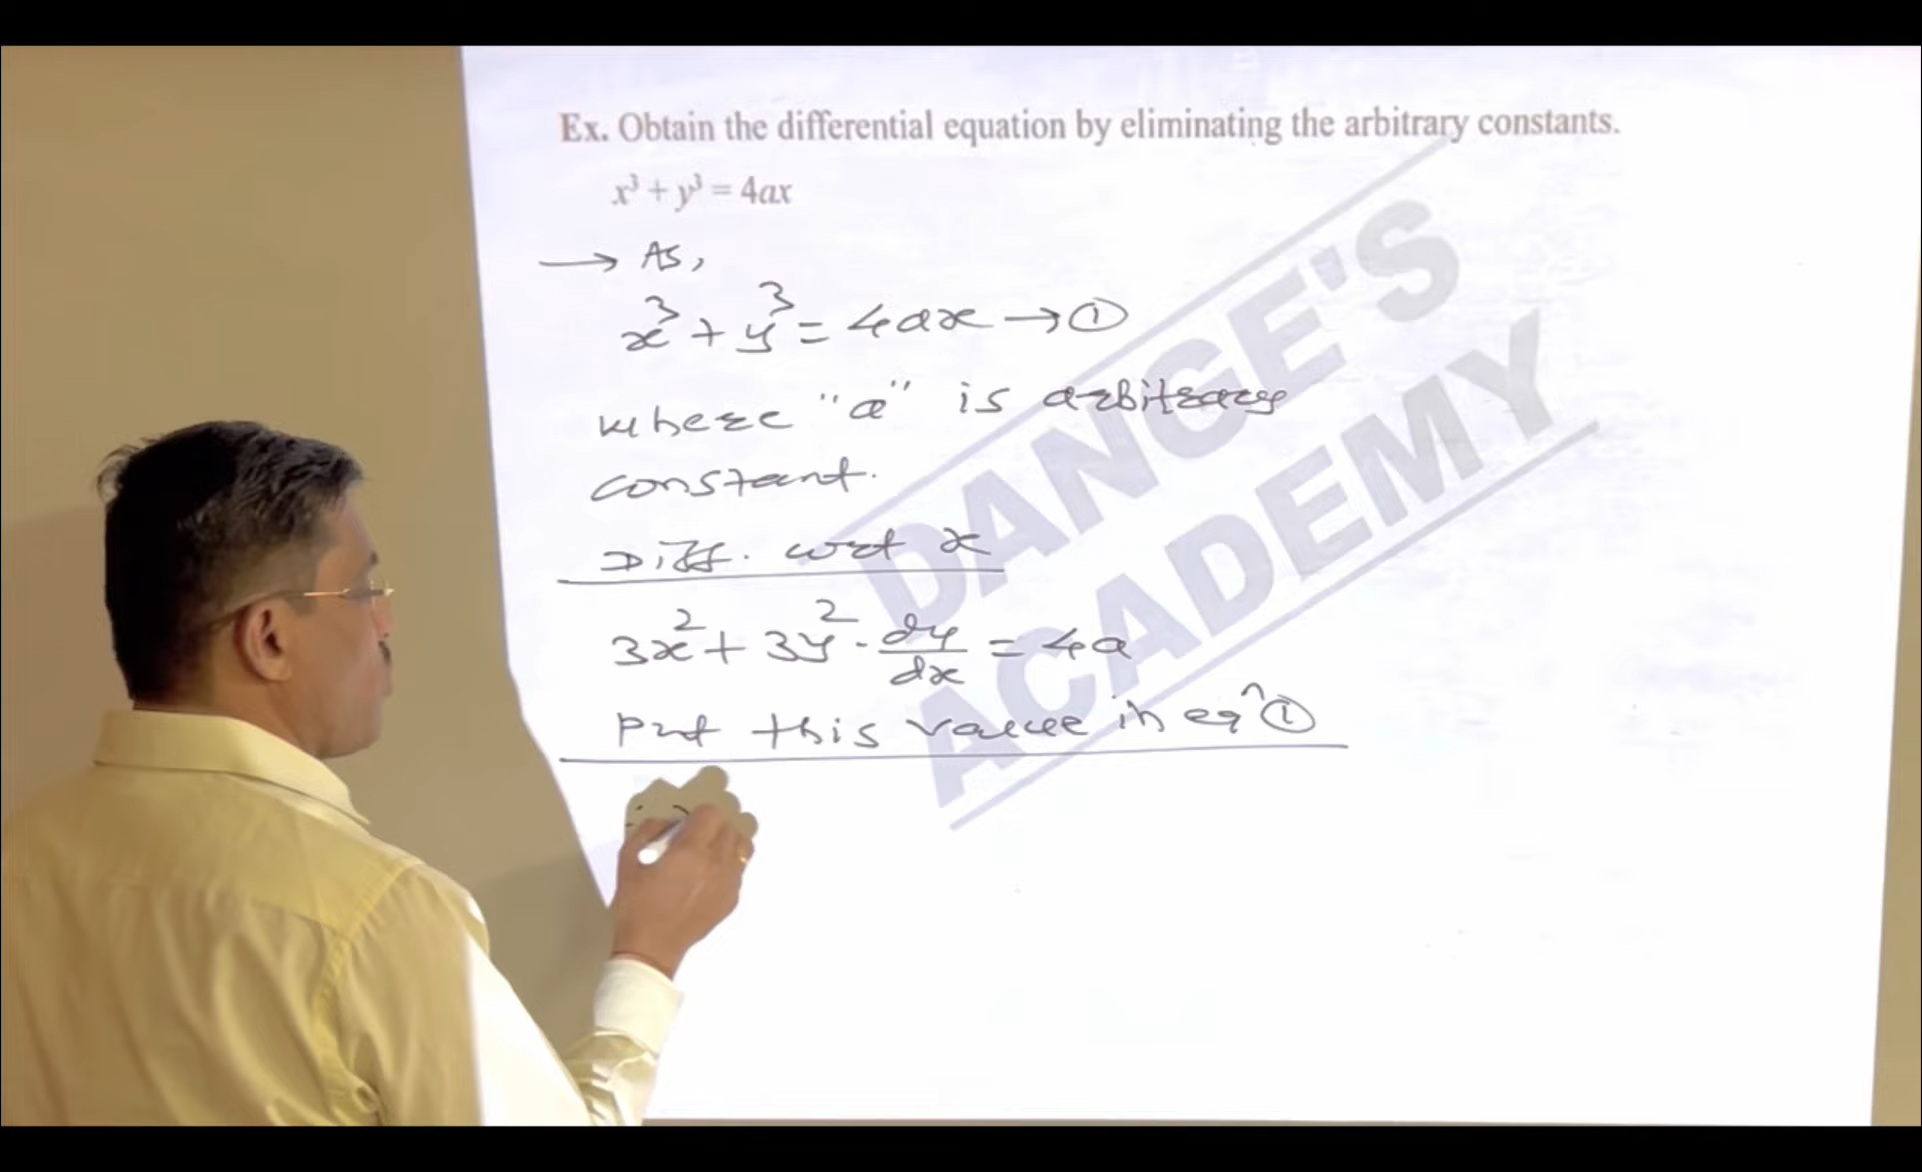 Ex. Obtain the differential equation by eliminating the arbitrary constants.
x³ + y³ = 4ax
→ As,
x³ + y³ = 4ax → ①
where "a" is arbitrary
constant.
Diff. wrt x
3x² + 3y² · dy/dx = 4a
Put this value in eqⁿ ①
DANGE'S
ACADEMY